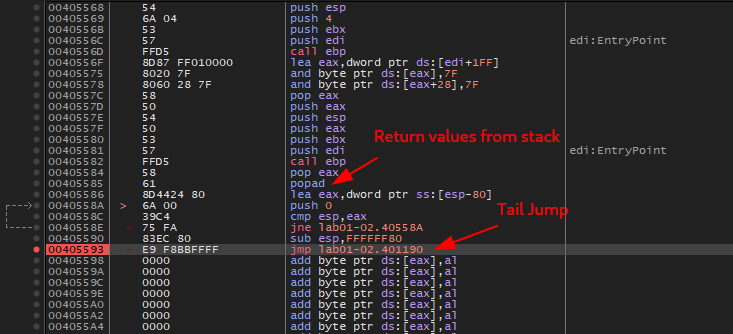 00405568 54 push esp
00405569 6A 04 push 4
0040556B 53 push ebx
0040556C 57 push edi edi:EntryPoint
0040556D FFD5 call ebp
0040556F 8D87 FF010000 lea eax,dword ptr ds:[edi+1FF]
00405575 8020 7F and byte ptr ds:[eax],7F
00405578 8060 28 7F and byte ptr ds:[eax+28],7F
0040557C 58 pop eax
0040557D 50 push eax
0040557E 54 push esp
0040557F 50 push eax
00405580 53 push ebx
00405581 57 push edi edi:EntryPoint
00405582 FFD5 call ebp
00405584 58 pop eax
00405585 61 popad
Return values from stack
00405586 8D4424 80 lea eax,dword ptr ss:[esp-80]
0040558A > 6A 00 push 0
0040558C 39C4 cmp esp,eax
0040558E 75 FA jne lab01-02.40558A
00405590 83EC 80 sub esp,FFFFFF80
Tail Jump
00405593 E9 F8BBFFFF jmp lab01-02.401190
00405598 0000 add byte ptr ds:[eax],al
0040559A 0000 add byte ptr ds:[eax],al
0040559C 0000 add byte ptr ds:[eax],al
0040559E 0000 add byte ptr ds:[eax],al
004055A0 0000 add byte ptr ds:[eax],al
004055A2 0000 add byte ptr ds:[eax],al
004055A4 0000 add byte ptr ds:[eax],al